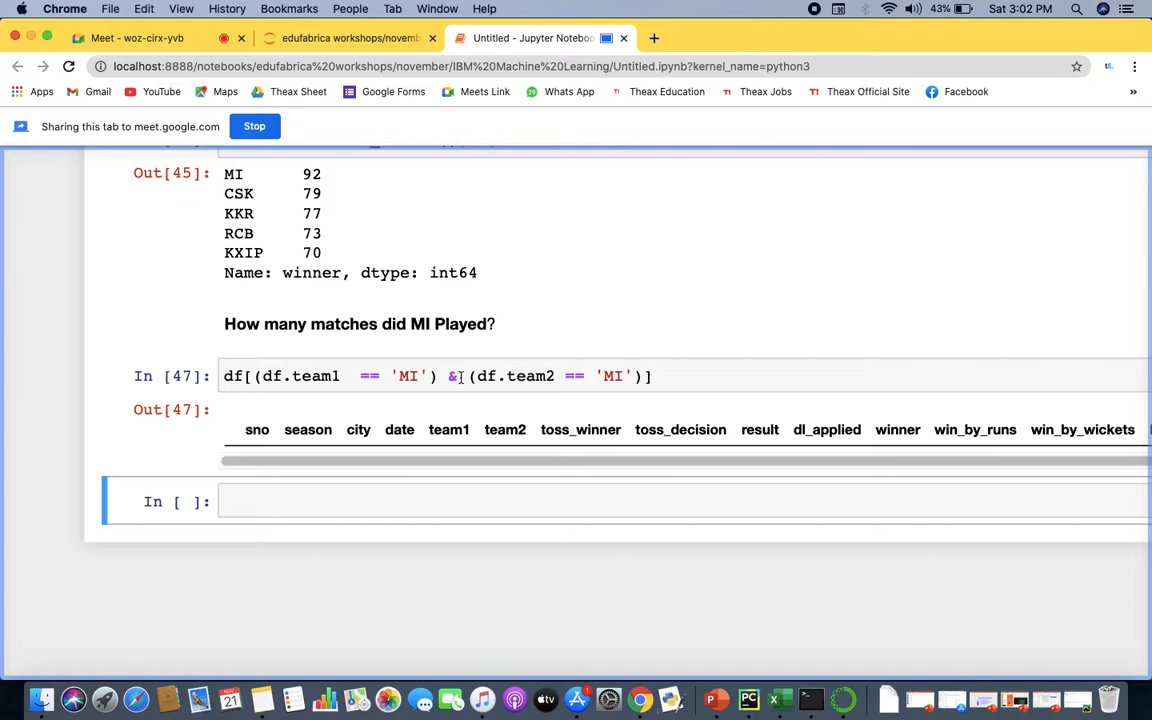 Chrome File Edit View History Bookmarks People Tab Window Help 43% Sat 3:02 PM
Meet - woz-cirx-yvb edufabrica workshops/novemb Untitled - Jupyter Noteboo
localhost:8888/notebooks/edufabrica%20workshops/november/IBM%20Machine%20Learning/Untitled.ipynb?kernel_name=python3
Apps Gmail YouTube Maps Theax Sheet Google Forms Meets Link Whats App Theax Education Theax Jobs Theax Official Site Facebook »
Sharing this tab to meet.google.com Stop
Out[45]: MI 92
CSK 79
KKR 77
RCB 73
KXIP 70
Name: winner, dtype: int64
How many matches did MI Played?
In [47]: df[(df.team1 == 'MI') & (df.team2 == 'MI')]
Out[47]:
sno season city date team1 team2 toss_winner toss_decision result dl_applied winner win_by_runs win_by_wickets
In [ ]: